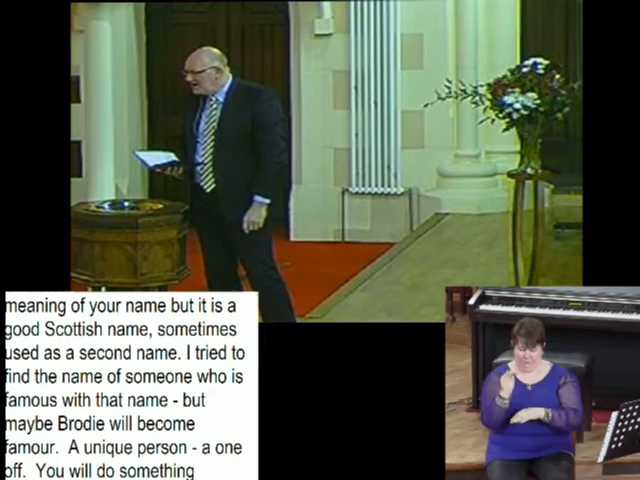 meaning of your name but it is a
good Scottish name, sometimes
used as a second name. I tried to
find the name of someone who is
famous with that name - but
maybe Brodie will become
famour.  A unique person - a one
off.  You will do something